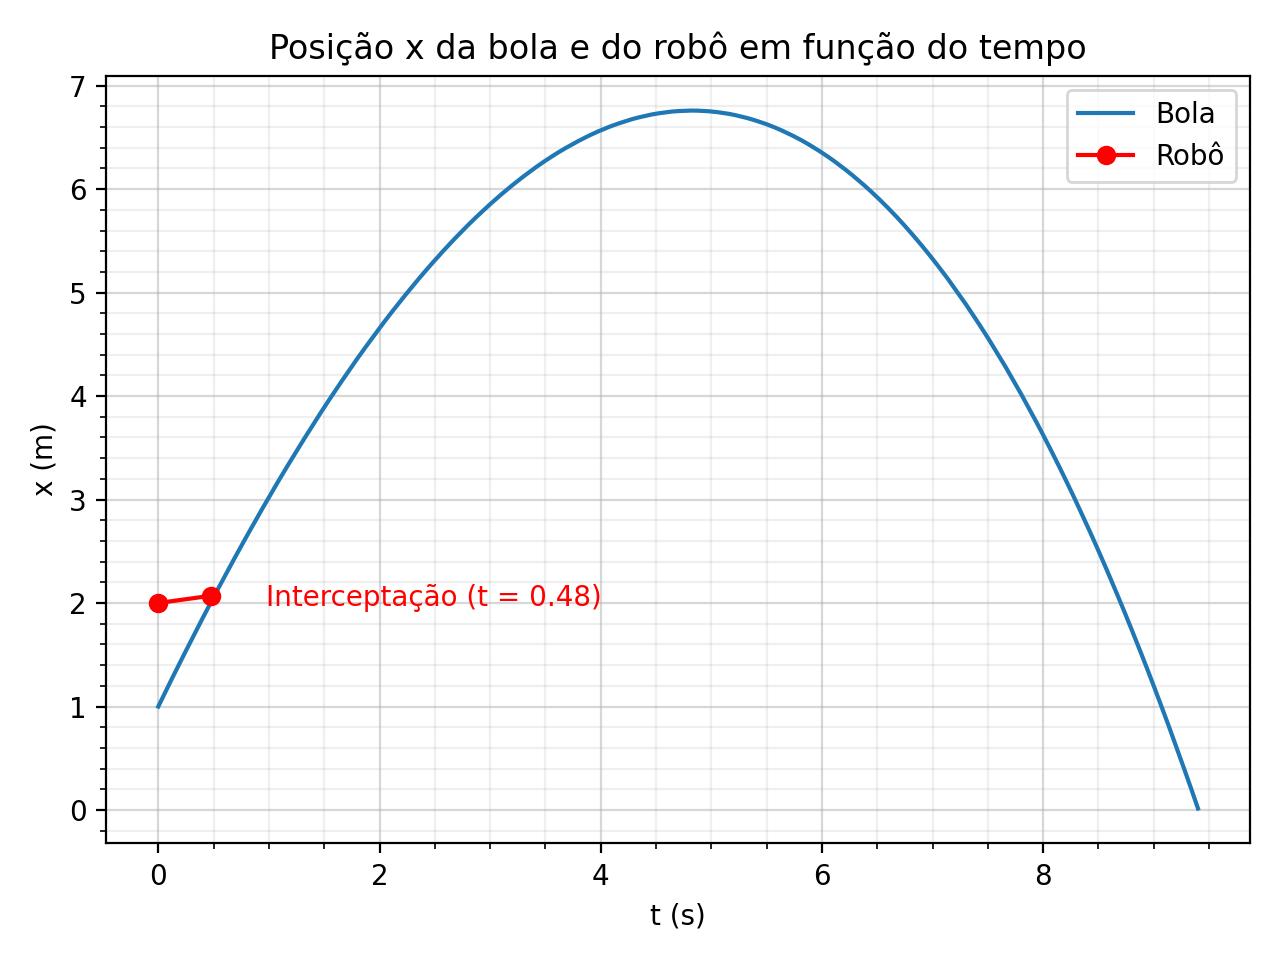 Posição x da bola e do robô em função do tempo
Bola
Robô
7
6
5
4
3
2
1
0
x (m)
Interceptação (t = 0.48)
0 2 4 6 8
t (s)